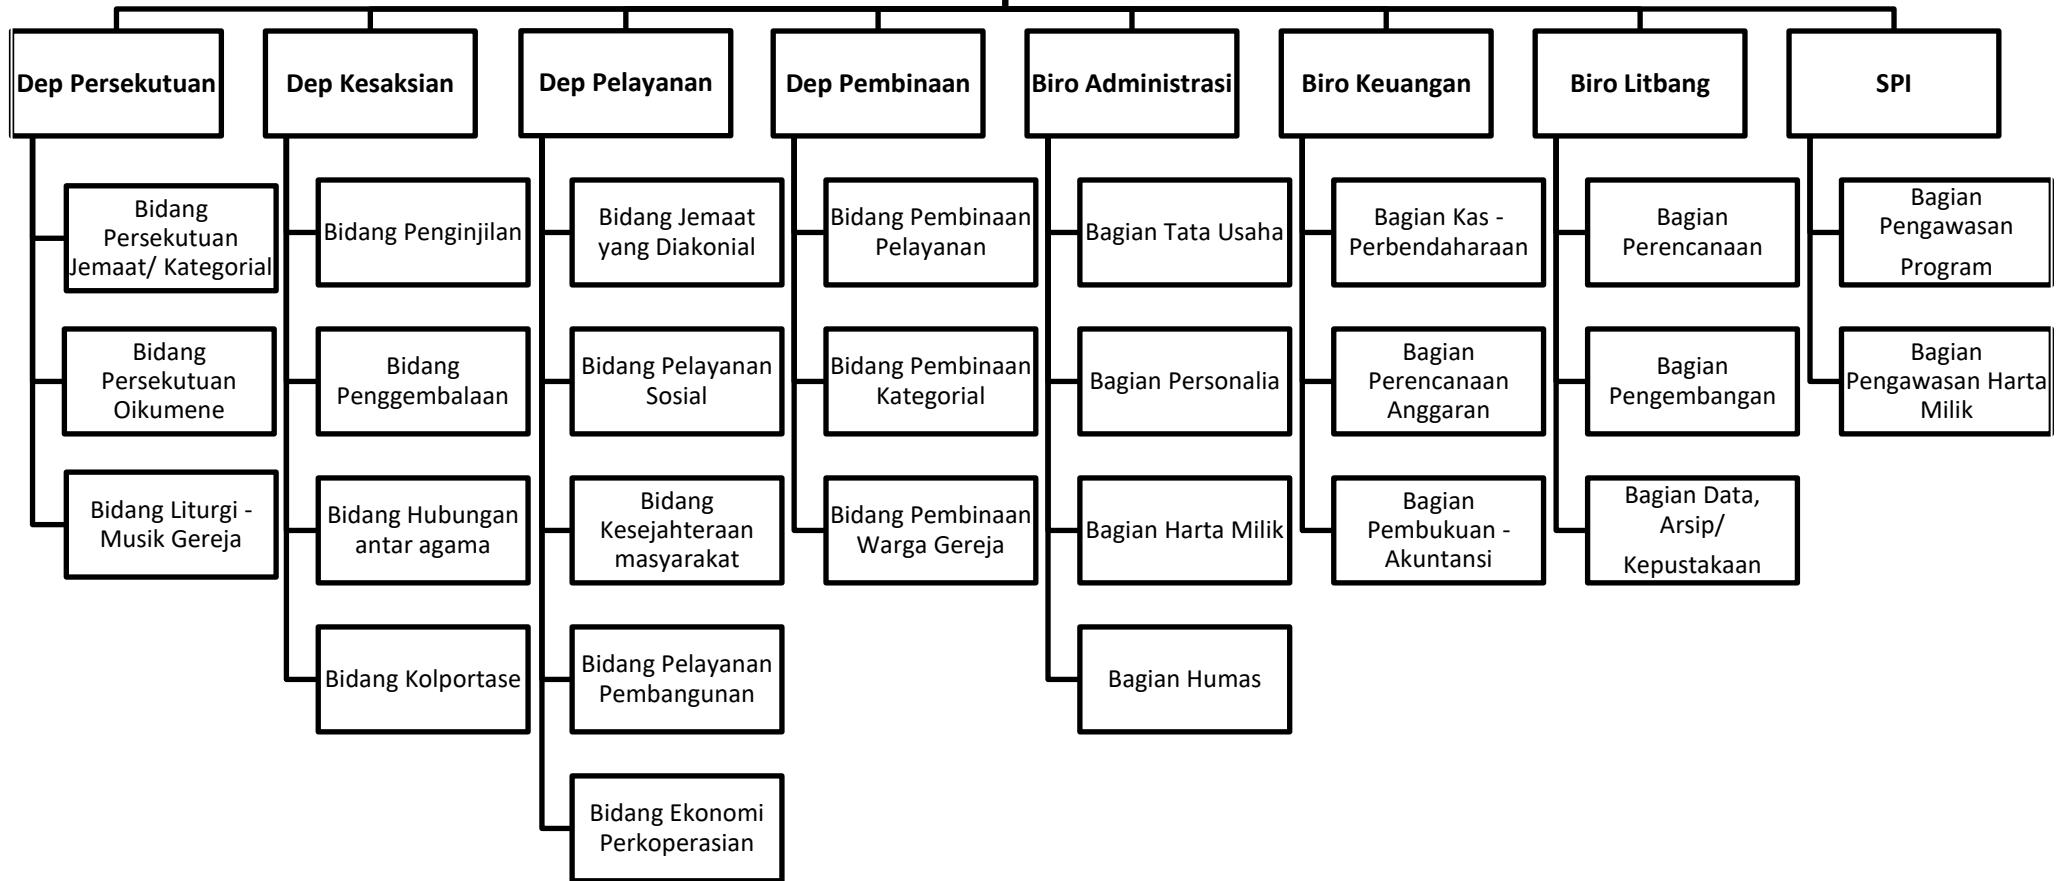 Dep Persekutuan
Dep Kesaksian
Dep Pelayanan
Dep Pembinaan
Biro Administrasi
Biro Keuangan
Biro Litbang
SPI
Bidang
Persekutuan
Jemaat/ Kategorial
Bidang
Persekutuan
Oikumene
Bidang Liturgi -
Musik Gereja
Bidang Penginjilan
Bidang
Penggembalaan
Bidang Hubungan
antar agama
Bidang Kolportase
Bidang Jemaat
yang Diakonial
Bidang Pelayanan
Sosial
Bidang
Kesejahteraan
masyarakat
Bidang Pelayanan
Pembangunan
Bidang Ekonomi
Perkoperasian
Bidang Pembinaan
Pelayanan
Bidang Pembinaan
Kategorial
Bidang Pembinaan
Warga Gereja
Bagian Tata Usaha
Bagian Personalia
Bagian Harta Milik
Bagian Humas
Bagian Kas -
Perbendaharaan
Bagian
Perencanaan
Anggaran
Bagian
Pembukuan -
Akuntansi
Bagian
Perencanaan
Bagian
Pengembangan
Bagian Data,
Arsip/
Kepustakaan
Bagian
Pengawasan
Program
Bagian
Pengawasan Harta
Milik